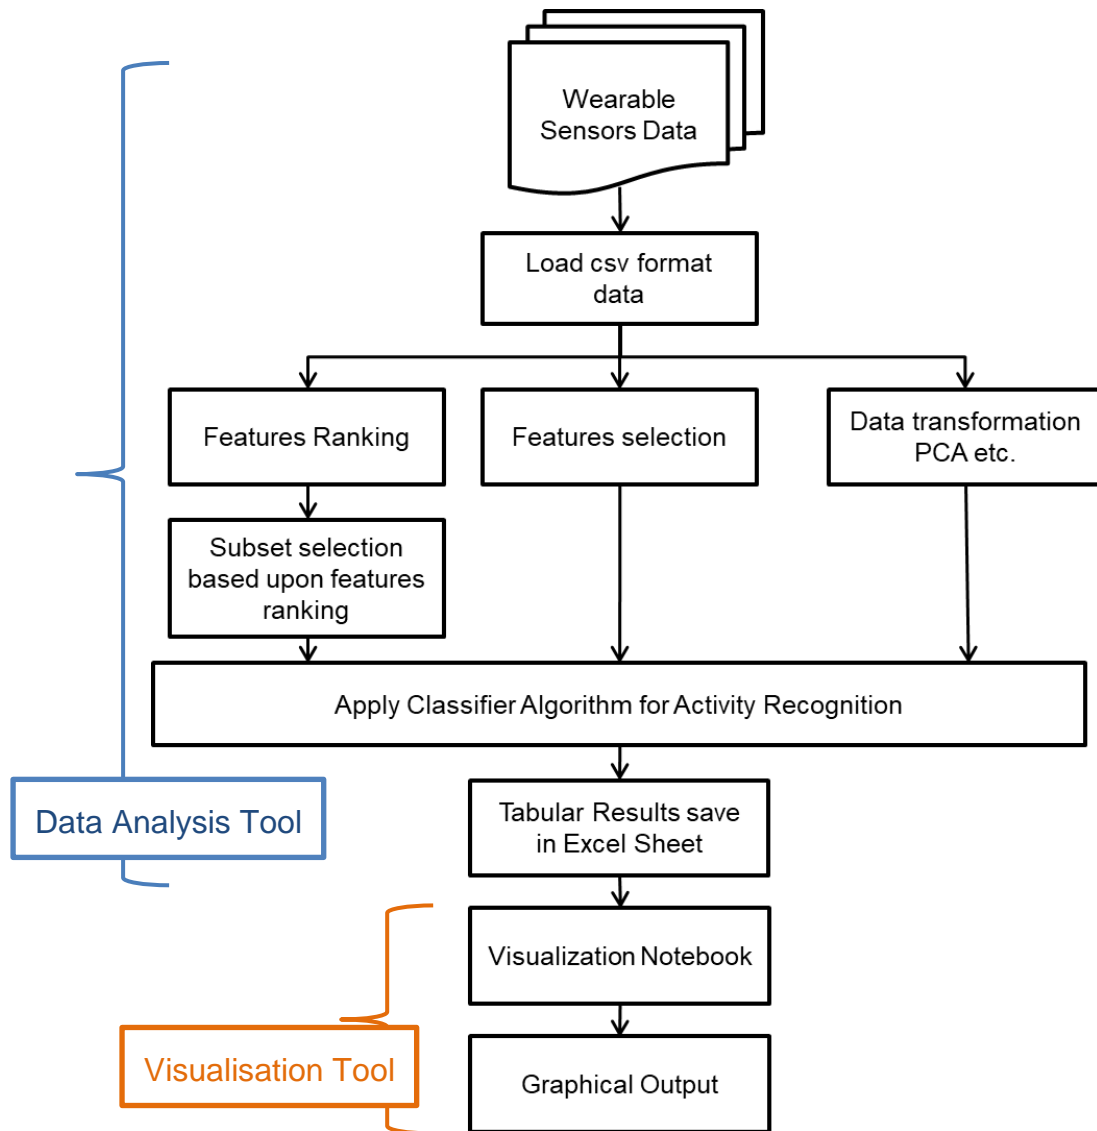 Wearable
Sensors Data
Load csv format
data
Features Ranking
Features selection
Data transformation
PCA etc.
Subset selection
based upon features
ranking
Apply Classifier Algorithm for Activity Recognition
Data Analysis Tool
Tabular Results save
in Excel Sheet
Visualization Notebook
Visualisation Tool
Graphical Output